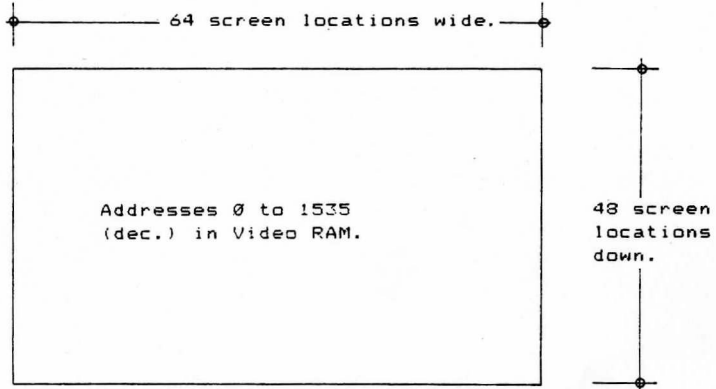 64 screen locations wide.
Addresses Ø to 1535
(dec.) in Video RAM.
48 screen
locations
down.